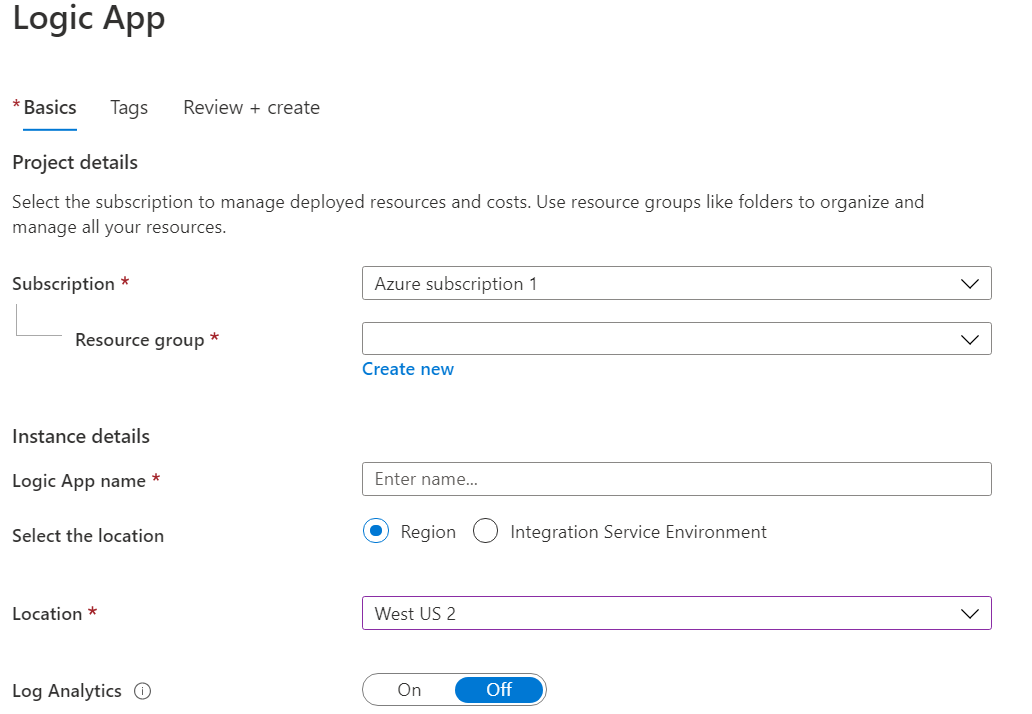 Logic App
* Basics Tags Review + create
Project details
Select the subscription to manage deployed resources and costs. Use resource groups like folders to organize and
manage all your resources.
Subscription * Azure subscription 1
Resource group *
Create new
Instance details
Logic App name * Enter name...
Select the location Region Integration Service Environment
Location * West US 2
Log Analytics On Off